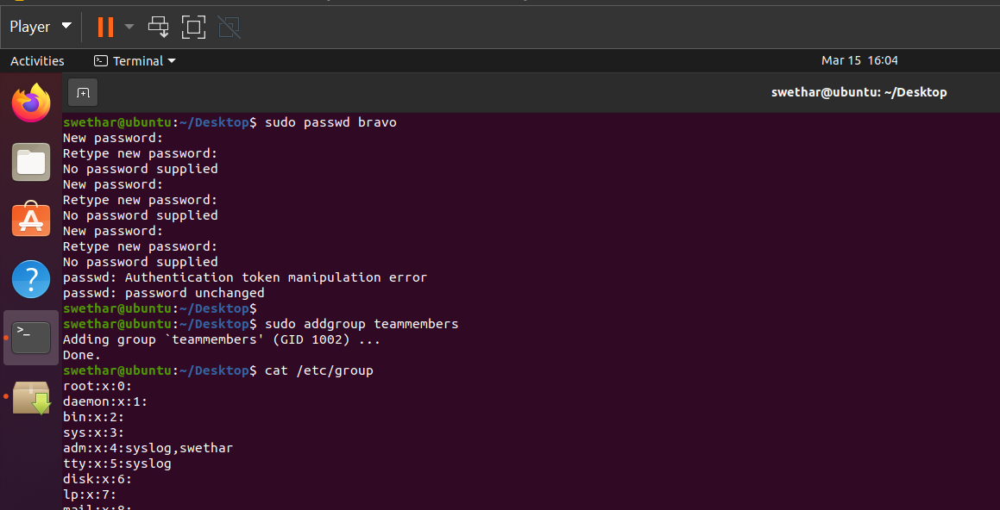 Player
Activities
Terminal
Mar 15 16:04
swethar@ubuntu: ~/Desktop
swethar@ubuntu:~/Desktop$ sudo passwd bravo
New password:
Retype new password:
No password supplied
New password:
Retype new password:
No password supplied
New password:
Retype new password:
No password supplied
passwd: Authentication token manipulation error
passwd: password unchanged
swethar@ubuntu:~/Desktop$
swethar@ubuntu:~/Desktop$ sudo addgroup teammembers
Adding group `teammembers' (GID 1002) ...
Done.
swethar@ubuntu:~/Desktop$ cat /etc/group
root:x:0:
daemon:x:1:
bin:x:2:
sys:x:3:
adm:x:4:syslog,swethar
tty:x:5:syslog
disk:x:6:
lp:x:7:
mail:x:8: